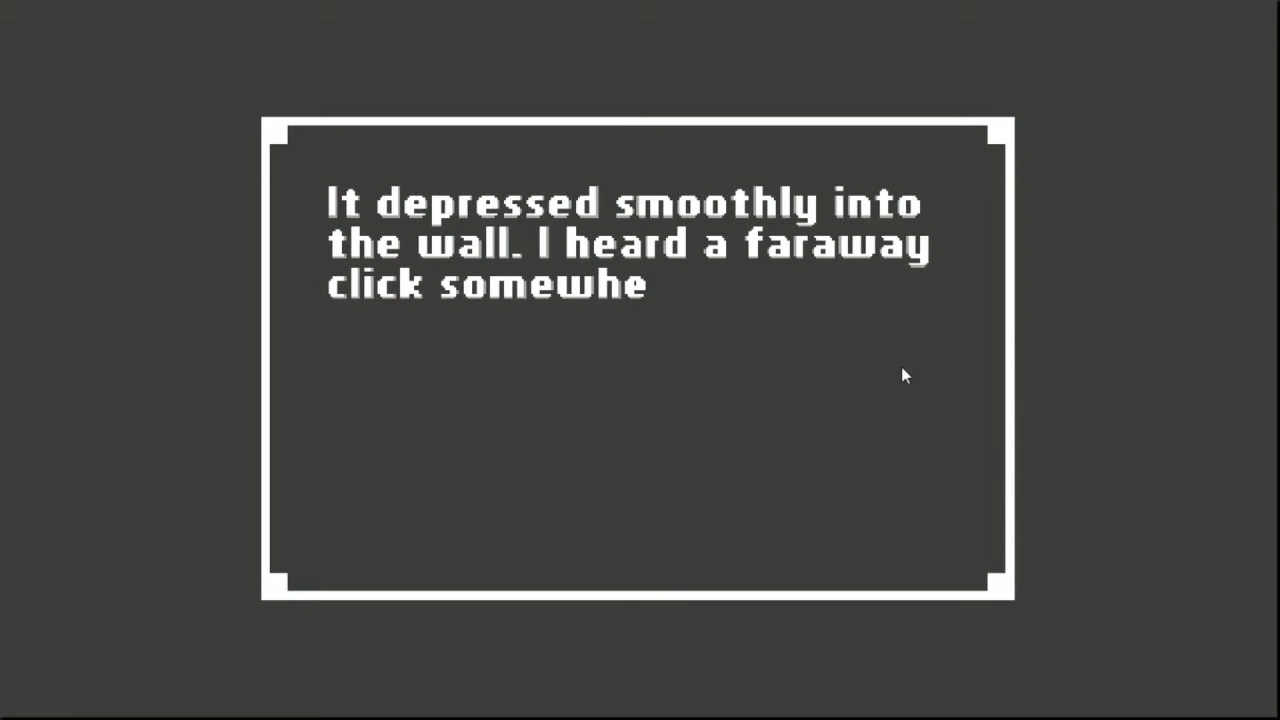 It depressed smoothly into
the wall. I heard a faraway
click somewhe